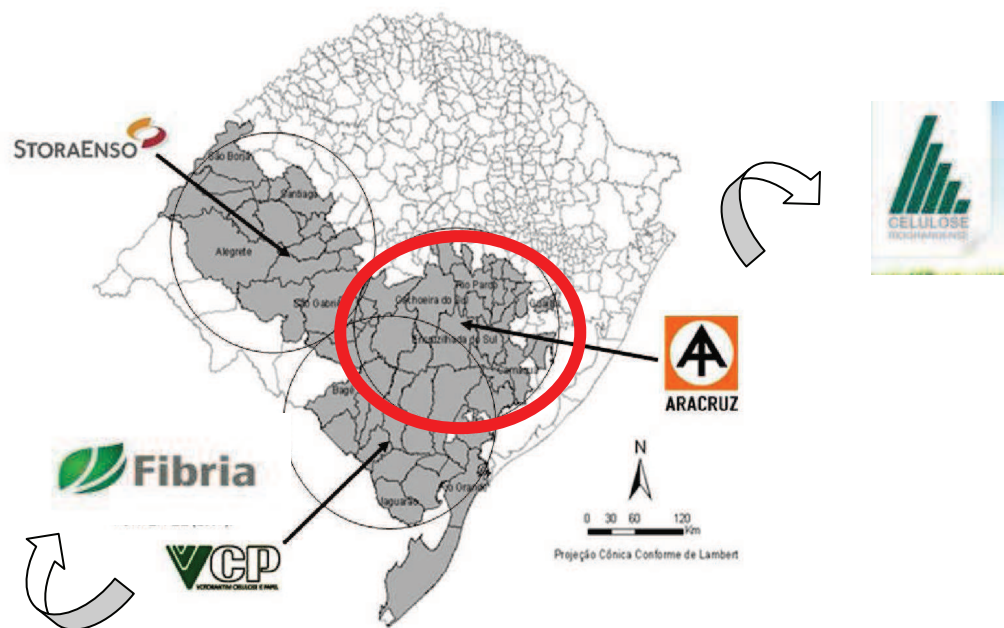 STORAENSO
São Borja
Santiago
Alegrete
São Gabriel
Cachoeira do Sul
Rio Pardo
Guaíba
Encruzilhada do Sul
Camaquã
Bagé
Rio Grande
Jaguarão
CELULOSE
RIOGRANDENSE
ARACRUZ
Fibria
VCP
VOTORANTIM CELULOSE E PAPEL
N
0 30 60 120
Km
Projeção Cônica Conforme de Lambert